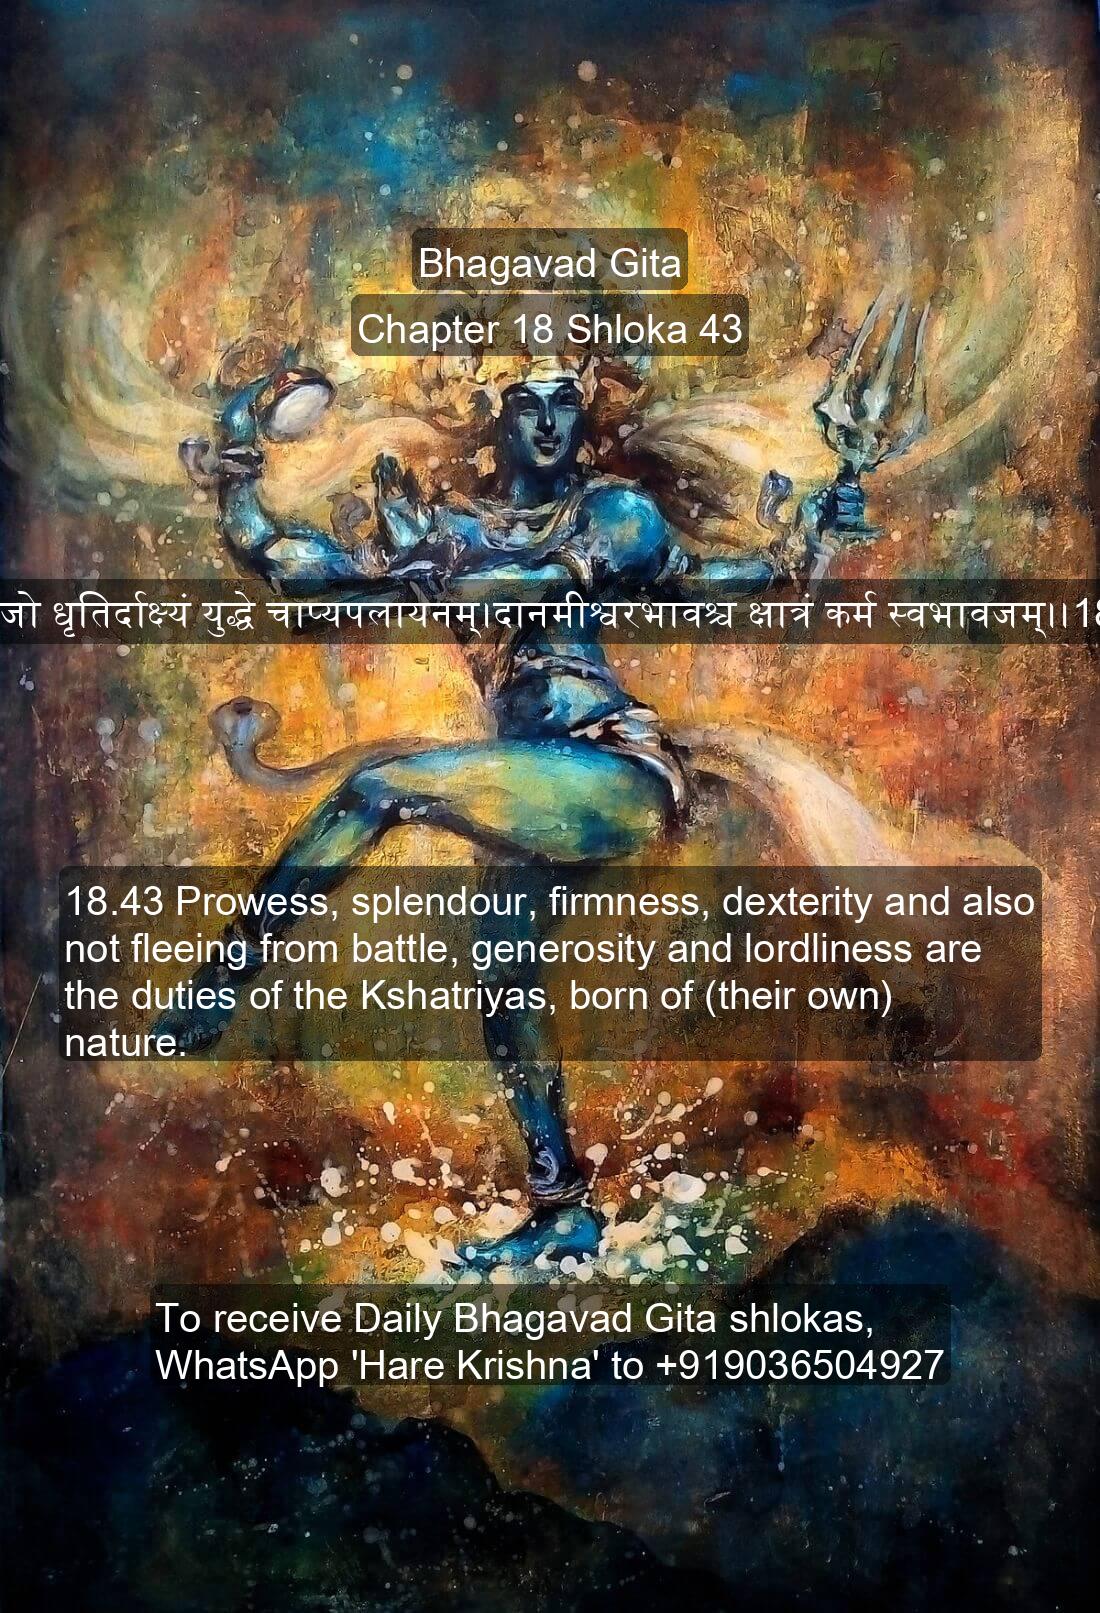 Bhagavad Gita
Chapter 18 Shloka 43
जो धृतिर्दाक्ष्यं युद्धे चाप्यपलायनम्।दानमीश्वरभावश्च क्षात्रं कर्म स्वभावजम्।।18
18.43 Prowess, splendour, firmness, dexterity and also
not fleeing from battle, generosity and lordliness are
the duties of the Kshatriyas, born of (their own)
nature.
To receive Daily Bhagavad Gita shlokas,
WhatsApp 'Hare Krishna' to +919036504927